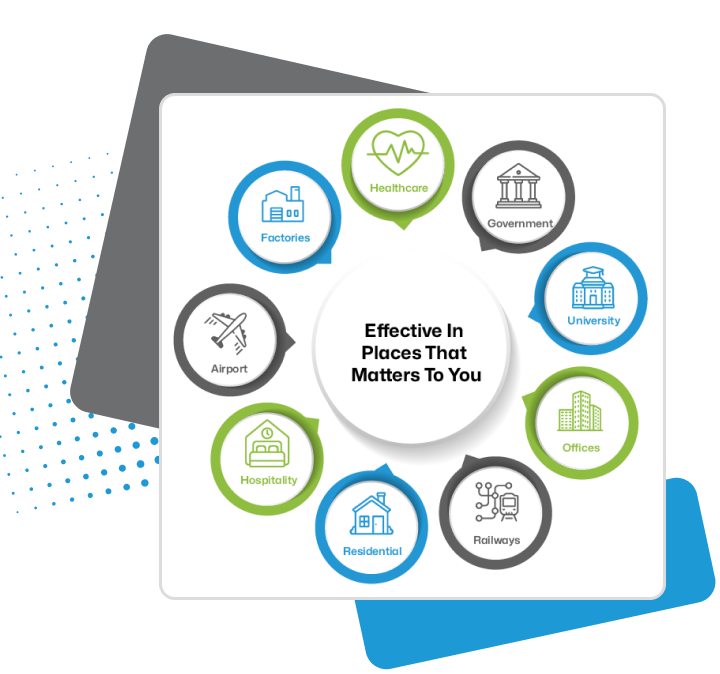 Healthcare
Government
Factories
University
Effective In
Places That
Matters To You
Airport
Offices
Hospitality
Railways
Residential